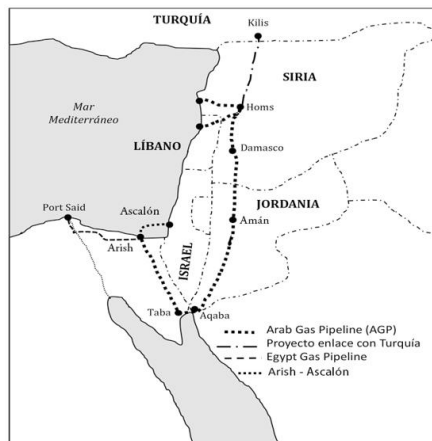 TURQUÍA
Kilis
SIRIA
Homs
Mar
Mediterráneo
LÍBANO
Damasco
JORDANIA
Port Said
Ascalón
Amán
Arish
ISRAEL
Taba
Aqaba
Arab Gas Pipeline (AGP)
Proyecto enlace con Turquía
Egypt Gas Pipeline
Arish - Ascalón